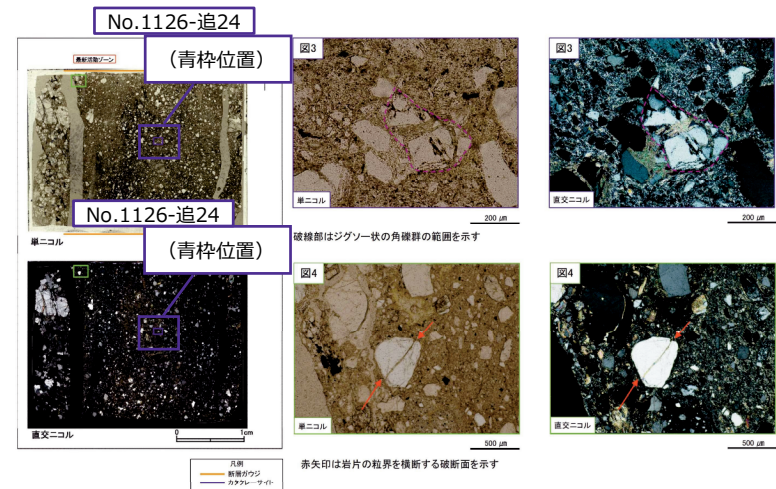 No.1126-追24
（青枠位置）
最新活動ゾーン
No.1126-追24
（青枠位置）
単ニコル
直交ニコル
1cm
凡例
断層ガウジ
カタクレーサイト
図3
単ニコル
200 μm
図3
直交ニコル
200 μm
破線部はジグソー状の角礫群の範囲を示す
図4
単ニコル
500 μm
図4
直交ニコル
500 μm
赤矢印は岩片の粒界を横断する破断面を示す